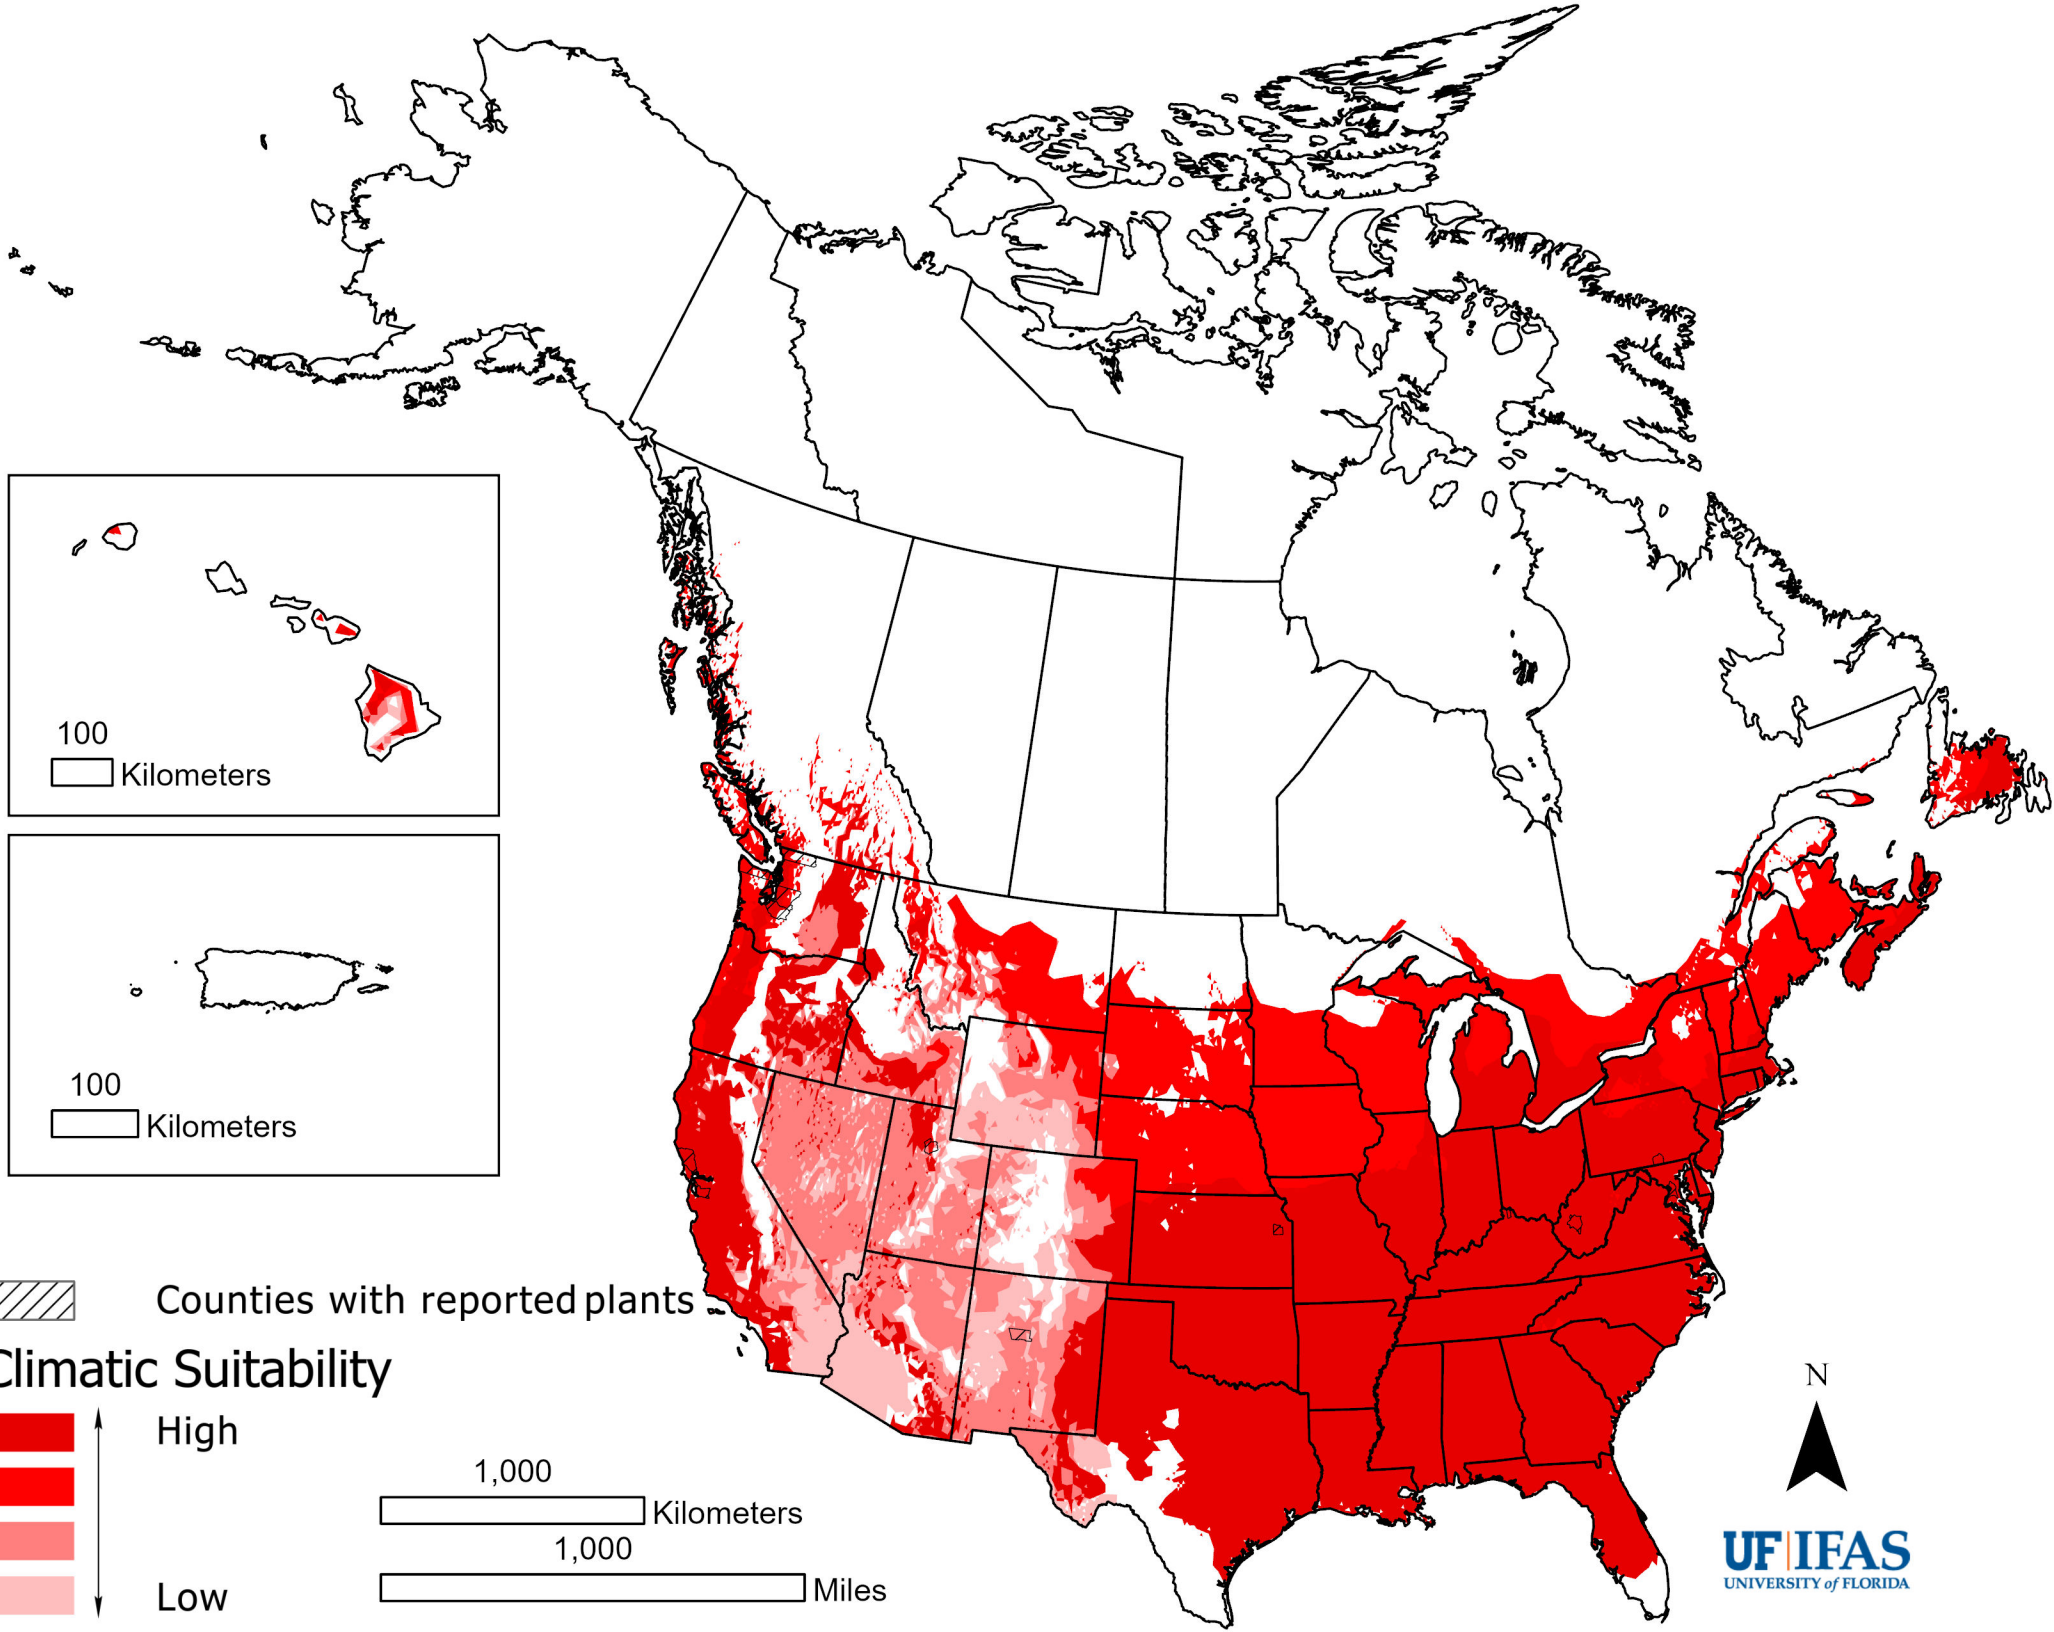 100
Kilometers
100
Kilometers
Counties with reported plants
Climatic Suitability
High
Low
1,000
Kilometers
1,000
Miles
N
UF|IFAS
UNIVERSITY of FLORIDA